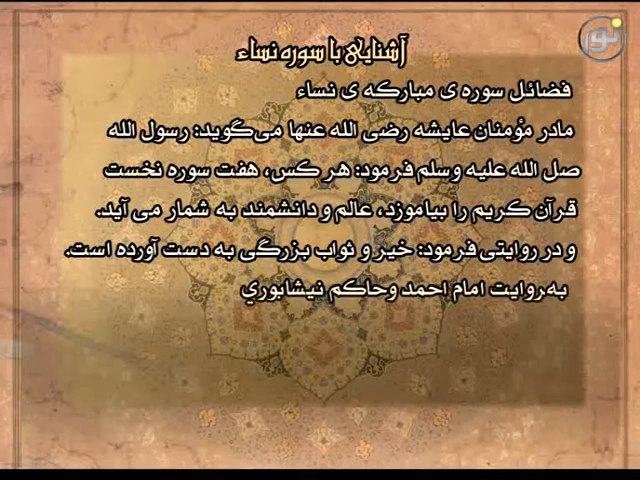 نور
آشنایی با سوره نساء
فضائل سوره ی مبارکه ی نساء
مادر مؤمنان عایشه رضی الله عنها می‌گوید: رسول الله
صل الله علیه وسلم فرمود: هر کس، هفت سوره نخست
قرآن کریم را بیاموزد، عالم و دانشمند به شمار می آید.
و در روایتی فرمود: خیر و ثواب بزرگی به دست آورده است.
به روایت امام احمد وحاکم نیشابوري